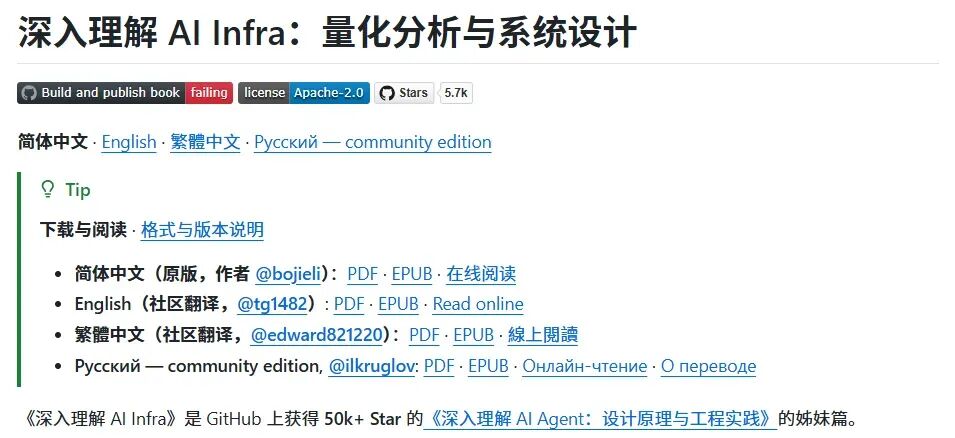 深入理解 AI Infra：量化分析与系统设计
Build and publish book failing license Apache-2.0 Stars 5.7k
简体中文 · English · 繁體中文 · Русский — community edition
Tip
下载与阅读 · 格式与版本说明
• 简体中文（原版，作者 @bojieli）：PDF · EPUB · 在线阅读
• English（社区翻译，@tg1482）: PDF · EPUB · Read online
• 繁體中文（社区翻译，@edward821220）：PDF · EPUB · 線上閱讀
• Русский — community edition, @ilkruglov: PDF · EPUB · Онлайн-чтение · О переводе
《深入理解 AI Infra》是 GitHub 上获得 50k+ Star 的《深入理解 AI Agent：设计原理与工程实践》的姊妹篇。